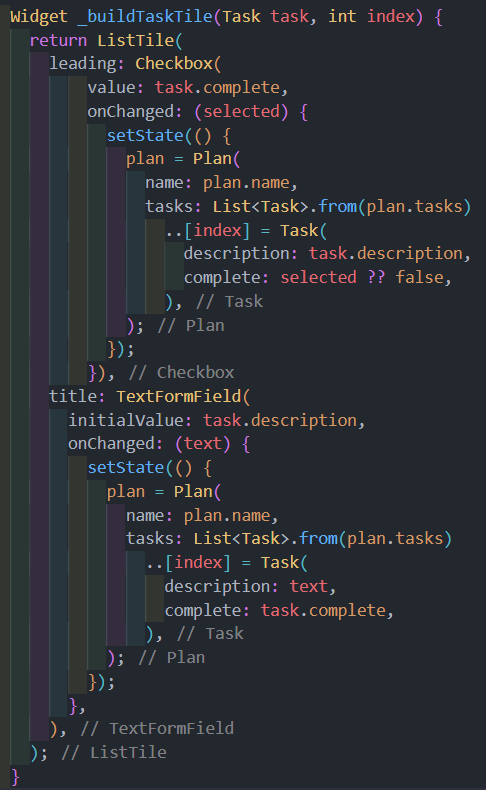 Widget _buildTaskTile(Task task, int index) {
  return ListTile(
    leading: Checkbox(
        value: task.complete,
        onChanged: (selected) {
          setState(() {
            plan = Plan(
              name: plan.name,
              tasks: List<Task>.from(plan.tasks)
                ..[index] = Task(
                  description: task.description,
                  complete: selected ?? false,
                ), // Task
            ); // Plan
          });
        }), // Checkbox
    title: TextFormField(
      initialValue: task.description,
      onChanged: (text) {
        setState(() {
          plan = Plan(
            name: plan.name,
            tasks: List<Task>.from(plan.tasks)
              ..[index] = Task(
                description: text,
                complete: task.complete,
              ), // Task
          ); // Plan
        });
      },
    ), // TextFormField
  ); // ListTile
}